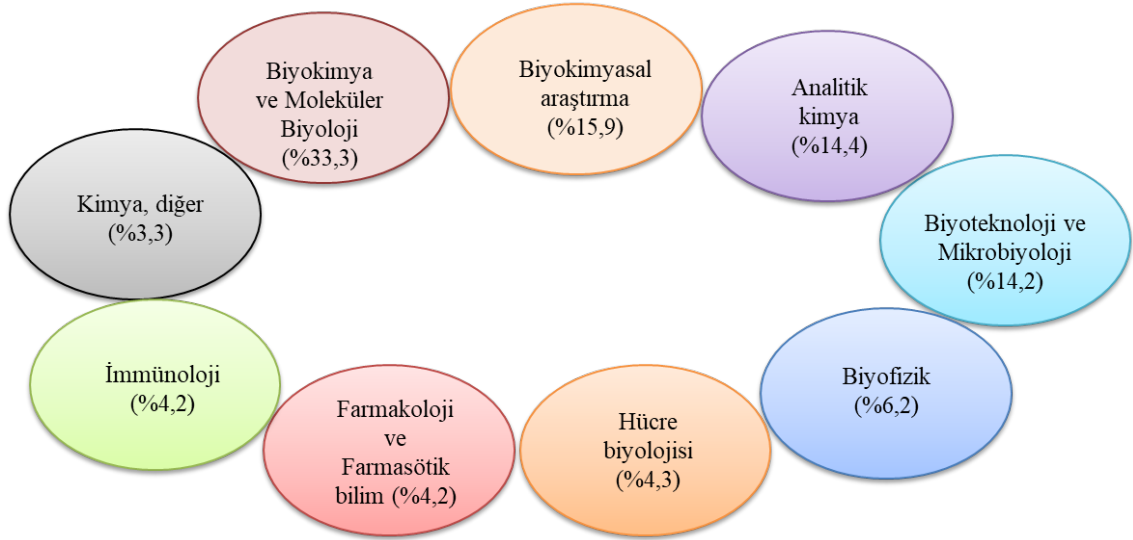 Biyokimya
ve Moleküler
Biyoloji
(%33,3)
Biyokimyasal
araştırma
(%15,9)
Analitik
kimya
(%14,4)
Biyoteknoloji ve
Mikrobiyoloji
(%14,2)
Biyofizik
(%6,2)
Hücre
biyolojisi
(%4,3)
Farmakoloji
ve
Farmasötik
bilim (%4,2)
İmmünoloji
(%4,2)
Kimya, diğer
(%3,3)